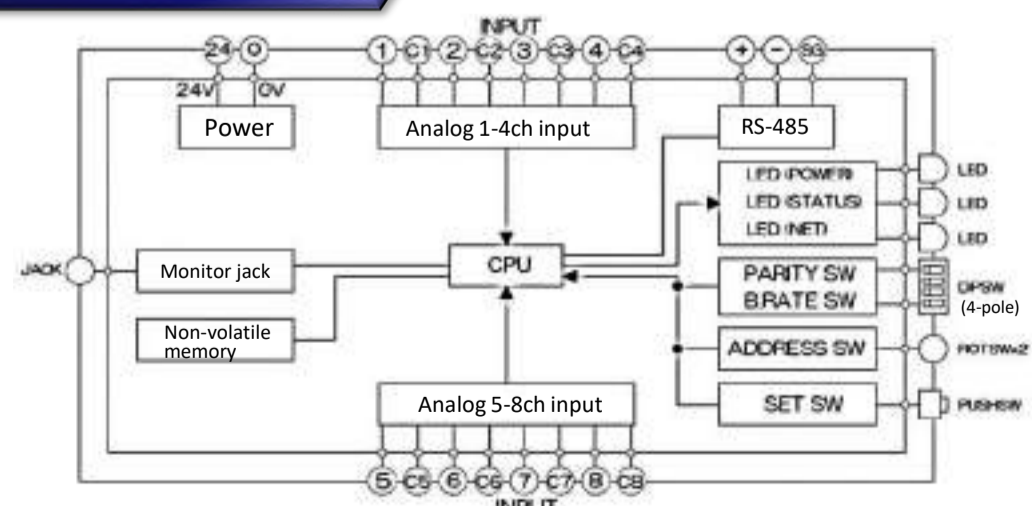 INPUT
24 0 1 C1 2 C2 3 C3 4 C4 + − SG
24V 0V
Power
Analog 1-4ch input
RS-485
LED (POWER)
LED (STATUS)
LED (NET)
LED
LED
LED
JACK
Monitor jack
CPU
PARITY SW
B.RATE SW
DIPSW
(4-pole)
Non-volatile
memory
ADDRESS SW
ROTSW×2
Analog 5-8ch input
SET SW
PUSHSW
5 C5 6 C6 7 C7 8 C8
INPUT